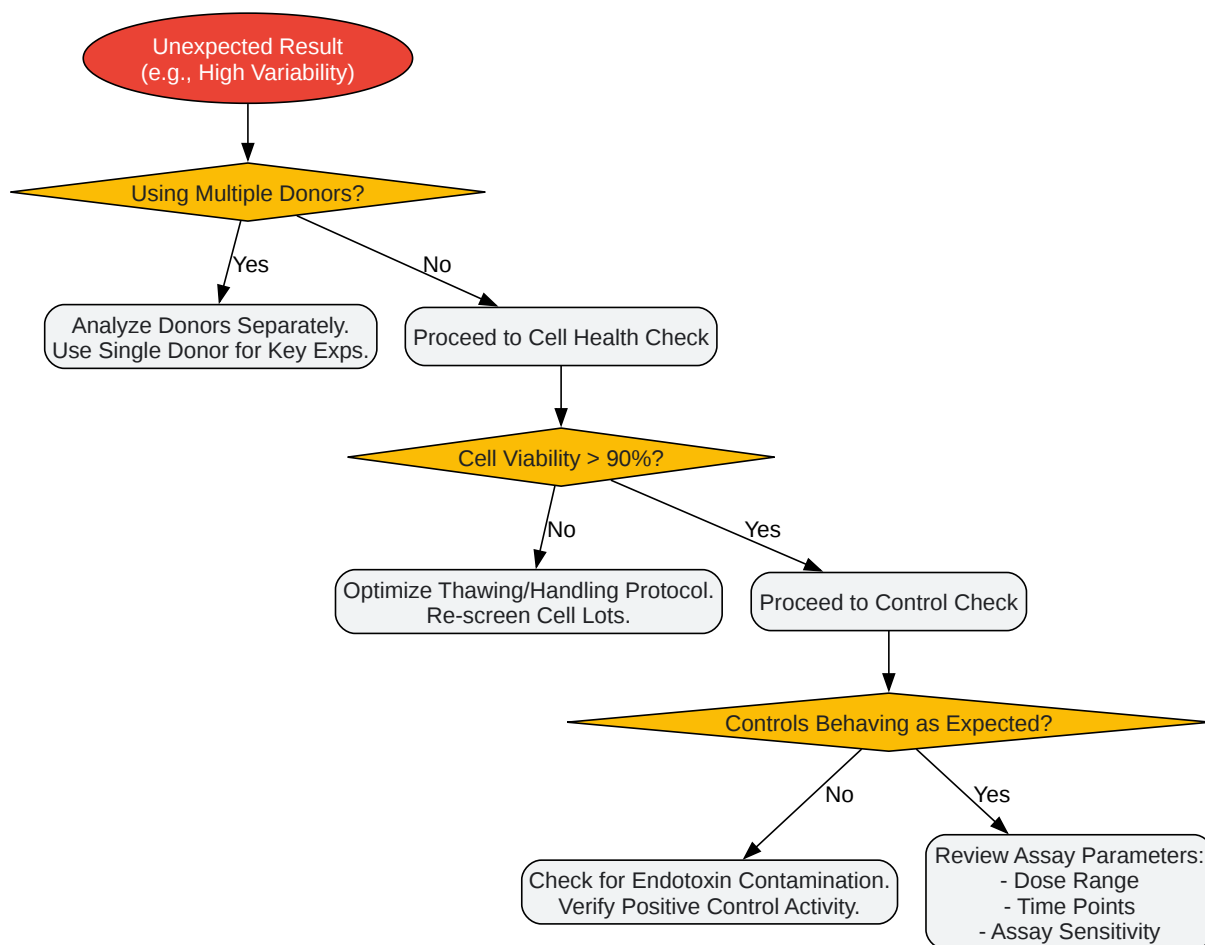 Unexpected Result
(e.g., High Variability)
Using Multiple Donors?
Yes
No
Analyze Donors Separately.
Use Single Donor for Key Exps.
Proceed to Cell Health Check
Cell Viability > 90%?
No
Yes
Optimize Thawing/Handling Protocol.
Re-screen Cell Lots.
Proceed to Control Check
Controls Behaving as Expected?
No
Yes
Check for Endotoxin Contamination.
Verify Positive Control Activity.
Review Assay Parameters:
- Dose Range
- Time Points
- Assay Sensitivity